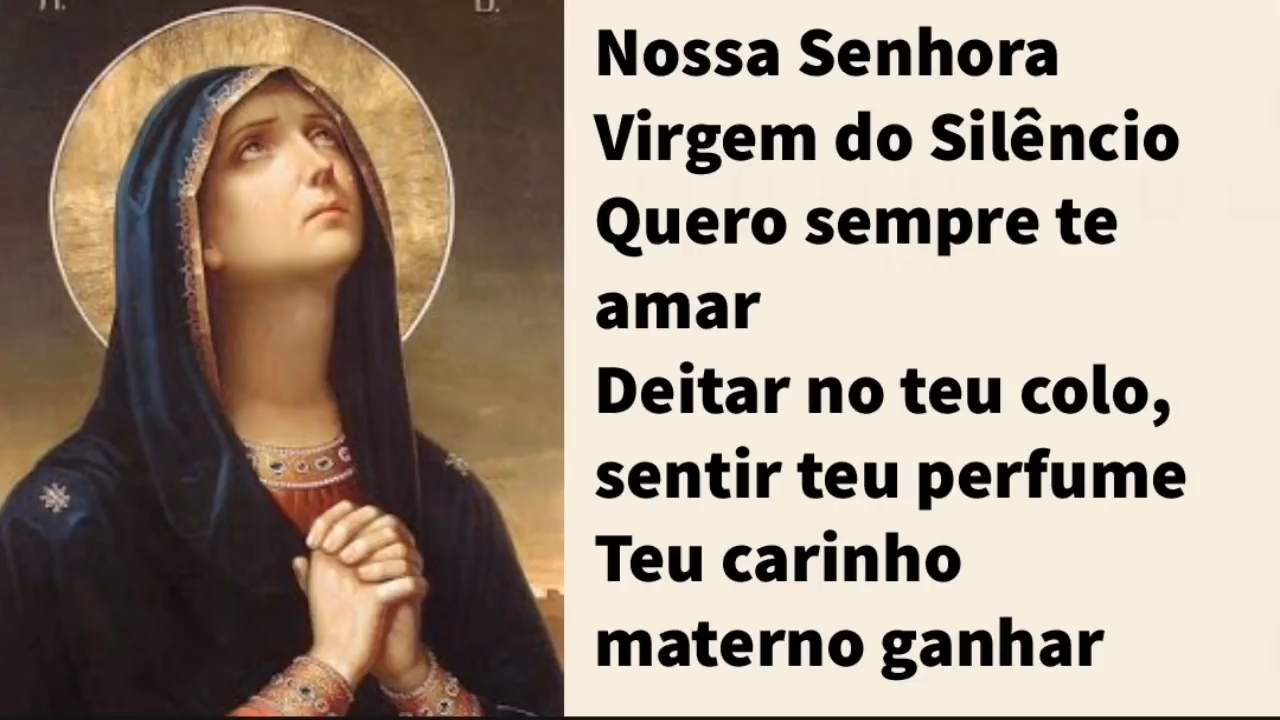 Nossa Senhora
Virgem do Silêncio
Quero sempre te
amar
Deitar no teu colo,
sentir teu perfume
Teu carinho
materno ganhar